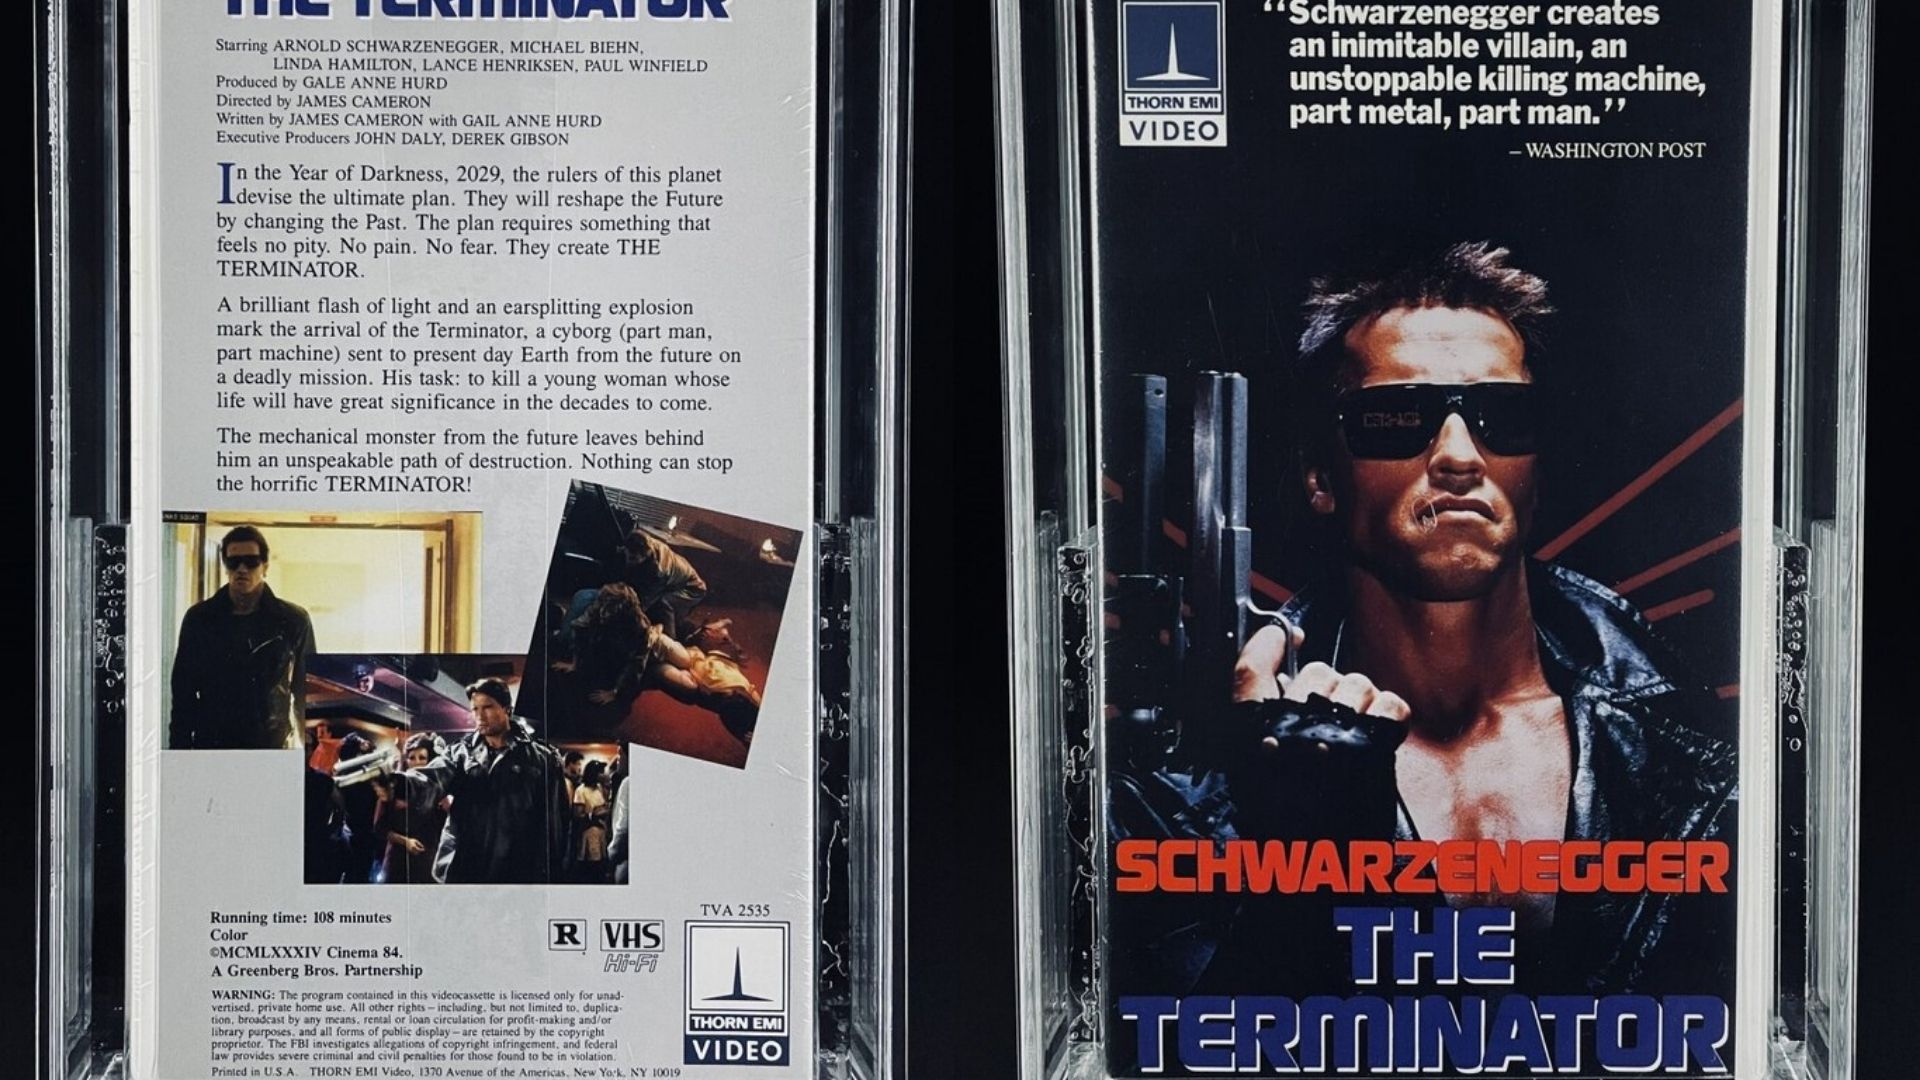 THE TERMINATOR
Starring ARNOLD SCHWARZENEGGER, MICHAEL BIEHN,
LINDA HAMILTON, LANCE HENRIKSEN, PAUL WINFIELD
Produced by GALE ANNE HURD
Directed by JAMES CAMERON
Written by JAMES CAMERON with GAIL ANNE HURD
Executive Producers JOHN DALY, DEREK GIBSON
In the Year of Darkness, 2029, the rulers of this planet
devise the ultimate plan. They will reshape the Future
by changing the Past. The plan requires something that
feels no pity. No pain. No fear. They create THE
TERMINATOR.
A brilliant flash of light and an earsplitting explosion
mark the arrival of the Terminator, a cyborg (part man,
part machine) sent to present day Earth from the future on
a deadly mission. His task: to kill a young woman whose
life will have great significance in the decades to come.
The mechanical monster from the future leaves behind
him an unspeakable path of destruction. Nothing can stop
the horrific TERMINATOR!
Running time: 108 minutes
Color
©MCMLXXXIV Cinema 84.
A Greenberg Bros. Partnership
R
VHS
Hi-Fi
TVA 2535
THORN EMI
VIDEO
WARNING: The program contained in this videocassette is licensed only for unad-
vertised, private home use. All other rights – including, but not limited to, duplica-
tion, broadcast by any means, rental or loan circulation for profit-making and/or
library purposes, and all forms of public display – are retained by the copyright
proprietor. The FBI investigates allegations of copyright infringement, and federal
law provides severe criminal and civil penalties for those found to be in violation.
Printed in U.S.A. THORN EMI Video, 1370 Avenue of the Americas, New York, NY 10019
THORN EMI
VIDEO
“Schwarzenegger creates
an inimitable villain, an
unstoppable killing machine,
part metal, part man.”
– WASHINGTON POST
SCHWARZENEGGER
THE
TERMINATOR